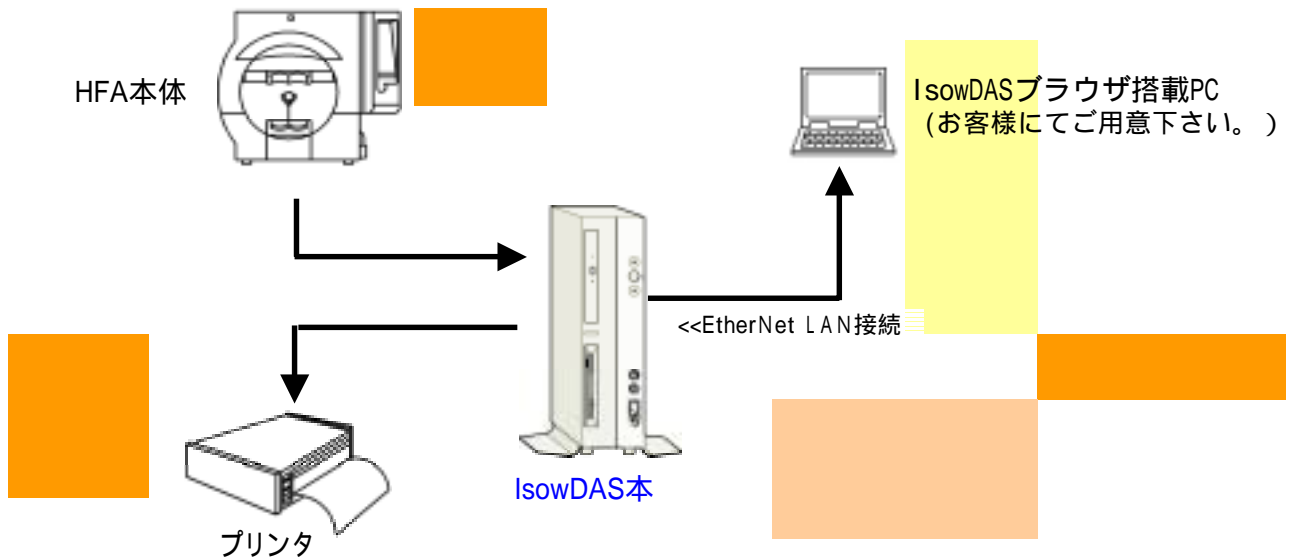 HFA本体
IsowDASブラウザ搭載PC
(お客様にてご用意下さい。)
<<EtherNet LAN接続
IsowDAS本
プリンタ